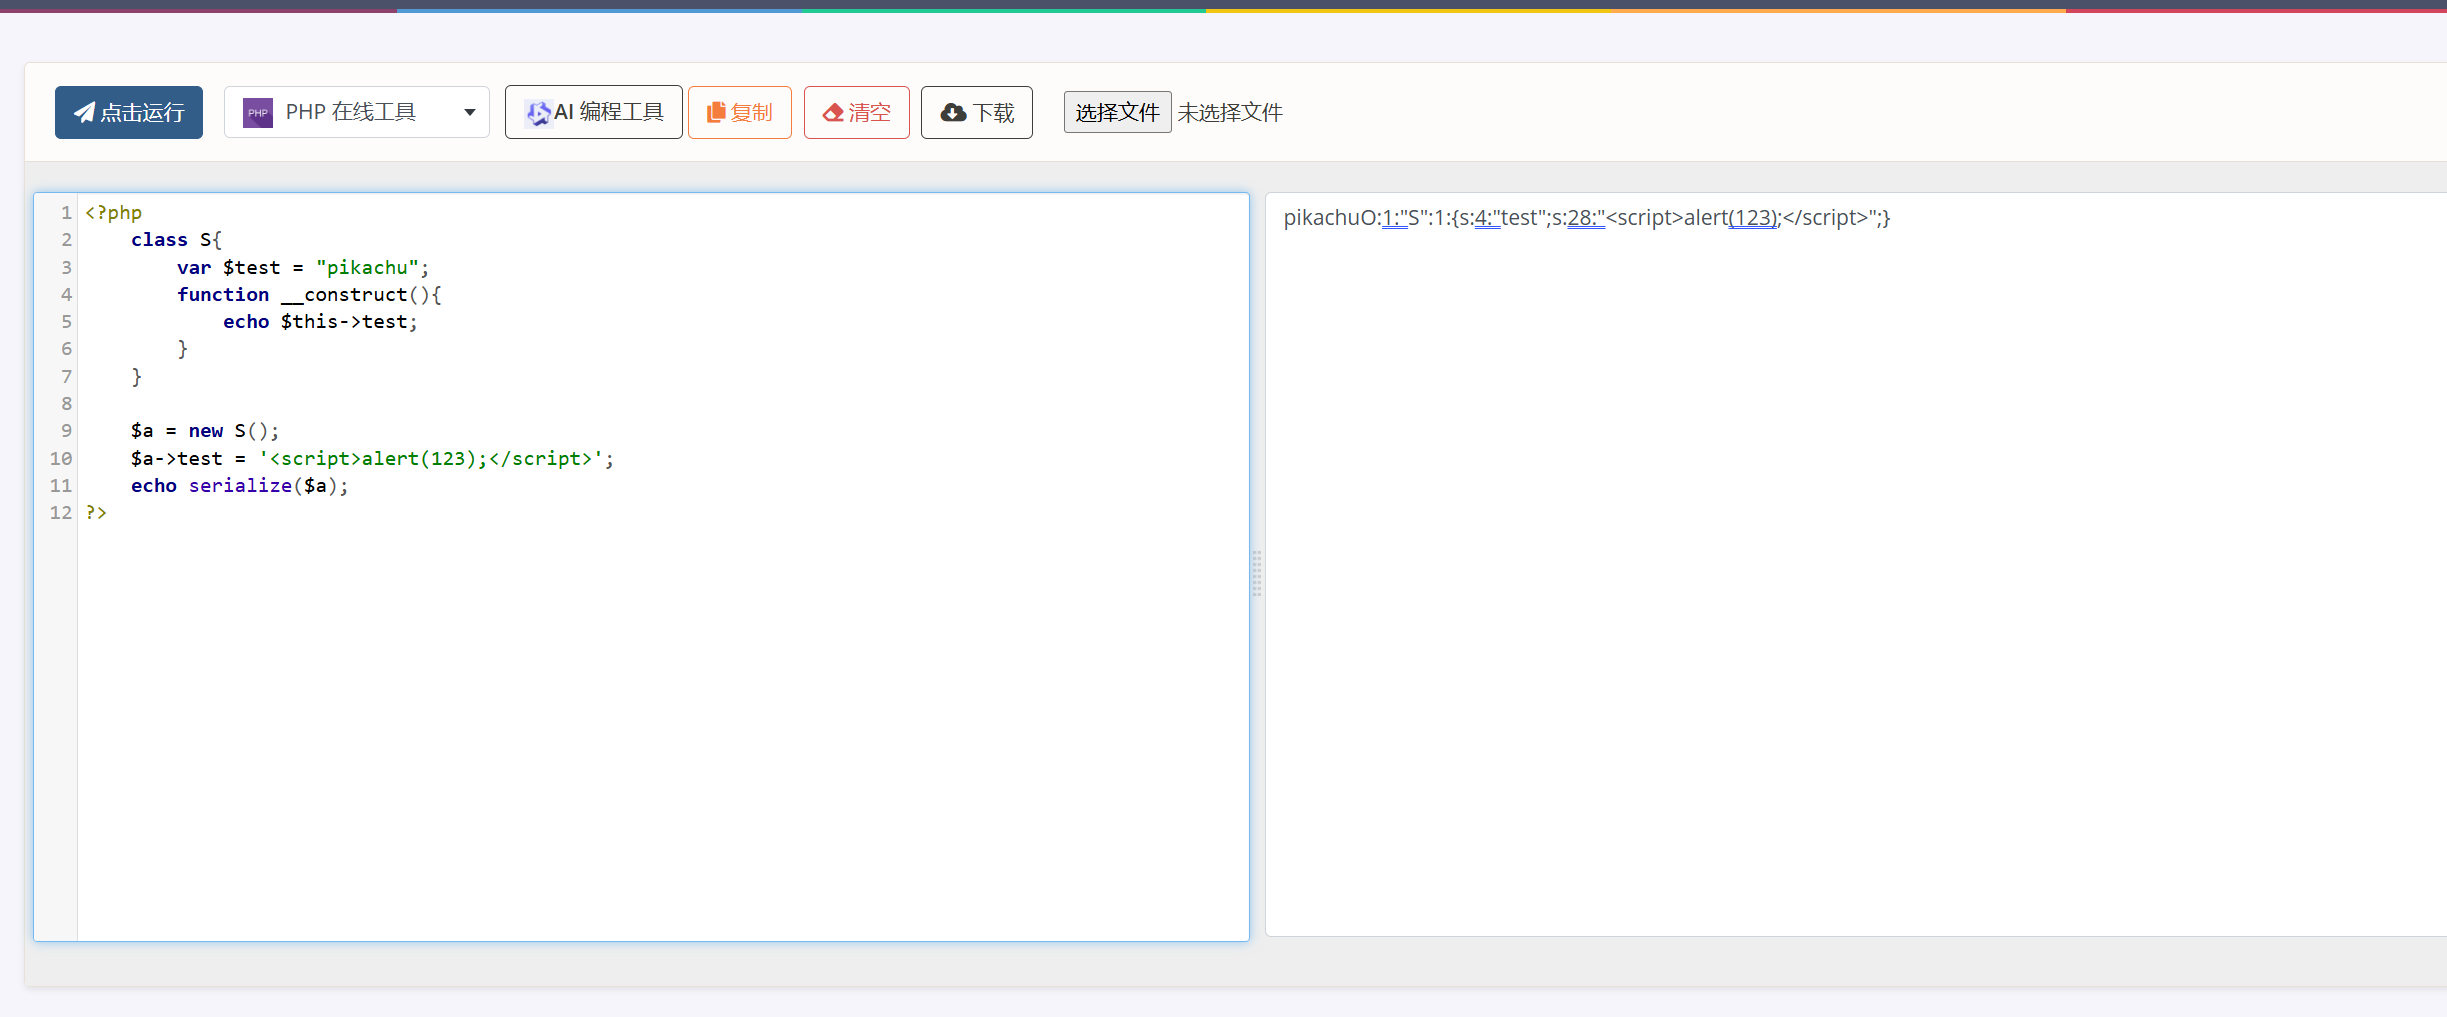 点击运行 PHP PHP 在线工具 AI 编程工具 复制 清空 下载 选择文件 未选择文件
1 <?php
2     class S{
3         var $test = "pikachu";
4         function __construct(){
5             echo $this->test;
6         }
7     }
8
9     $a = new S();
10     $a->test = '<script>alert(123);</script>';
11     echo serialize($a);
12 ?>
pikachuO:1:"S":1:{s:4:"test";s:28:"<script>alert(123);</script>";}